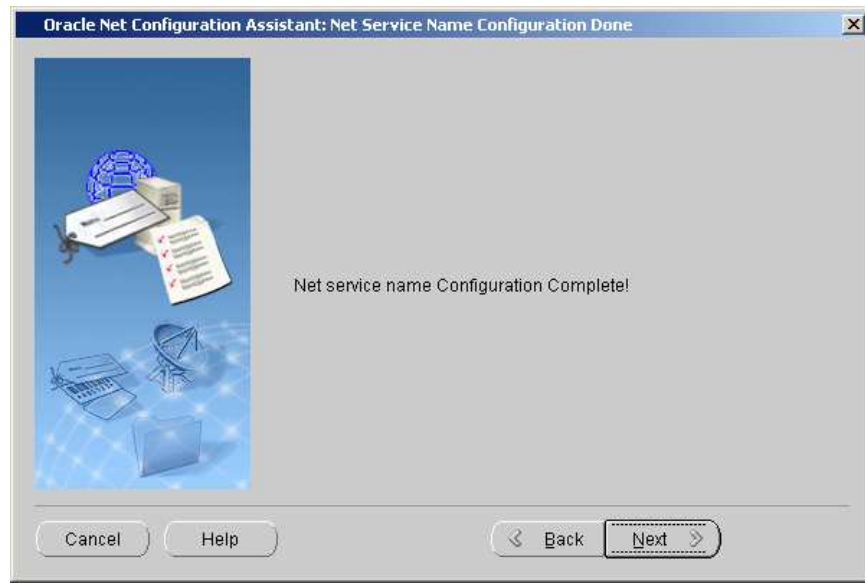 Oracle Net Configuration Assistant: Net Service Name Configuration Done
Net service name Configuration Complete!
Cancel
Help
Back
Next